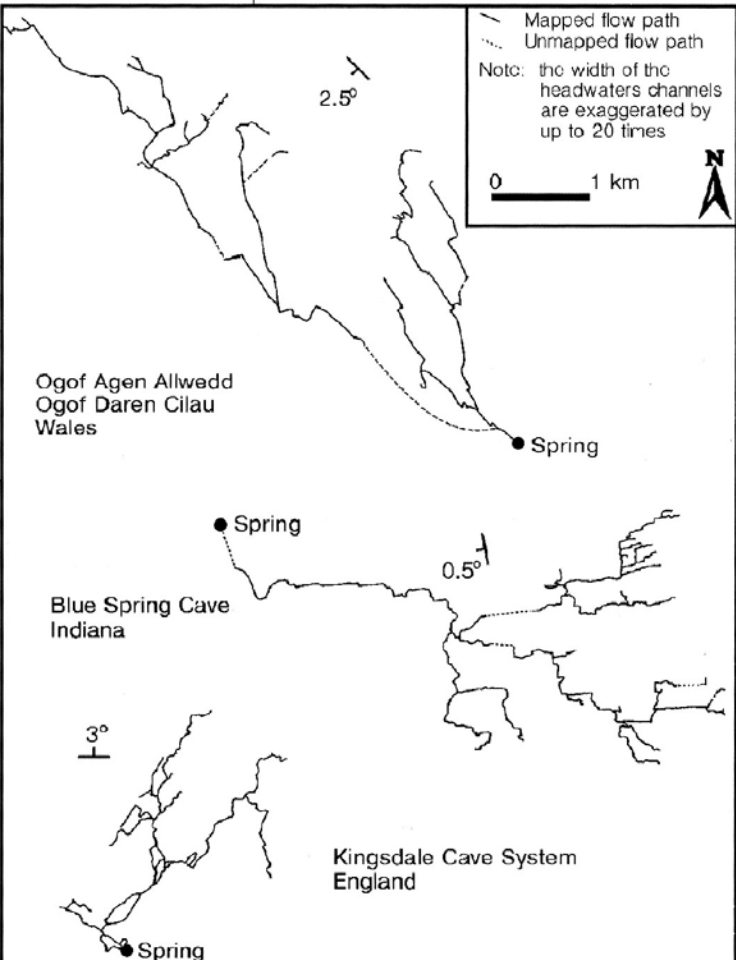 Mapped flow path
Unmapped flow path
Note: the width of the
headwaters channels
are exaggerated by
up to 20 times
0 1 km
N
2.5°
Ogof Agen Allwedd
Ogof Daren Cilau
Wales
Spring
Spring
0.5°
Blue Spring Cave
Indiana
3°
Kingsdale Cave System
England
Spring